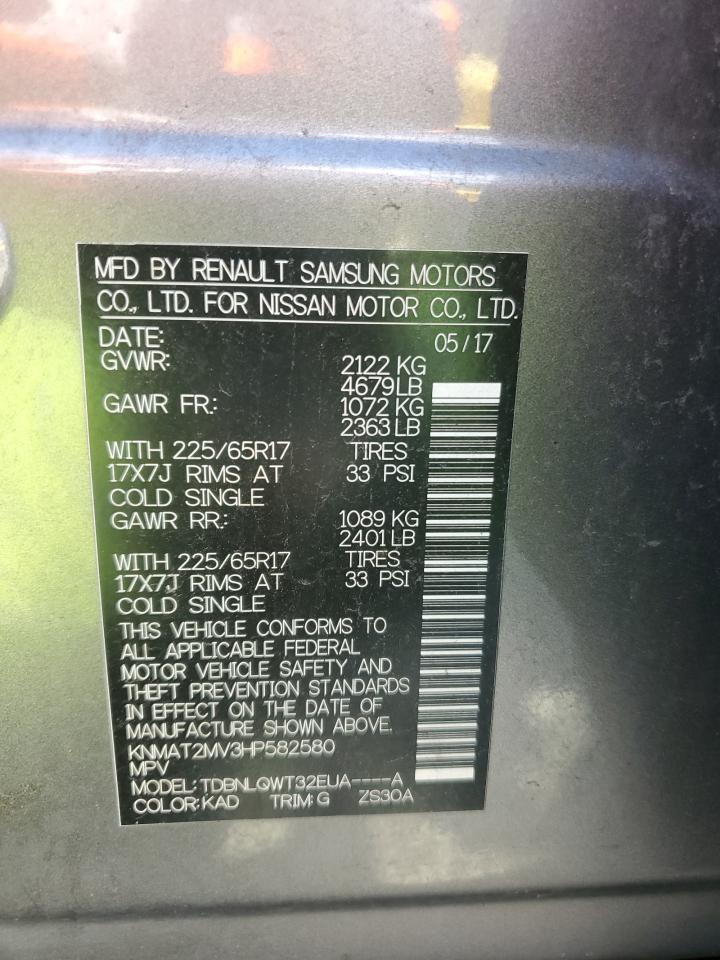 MFD BY RENAULT SAMSUNG MOTORS
CO., LTD. FOR NISSAN MOTOR CO., LTD.
DATE: 05/17
GVWR: 2122 KG
4679 LB
GAWR FR: 1072 KG
2363 LB
WITH 225/65R17 TIRES
17X7J RIMS AT 33 PSI
COLD SINGLE
GAWR RR: 1089 KG
2401 LB
WITH 225/65R17 TIRES
17X7J RIMS AT 33 PSI
COLD SINGLE
THIS VEHICLE CONFORMS TO
ALL APPLICABLE FEDERAL
MOTOR VEHICLE SAFETY AND
THEFT PREVENTION STANDARDS
IN EFFECT ON THE DATE OF
MANUFACTURE SHOWN ABOVE.
KNMAT2MV3HP582580
MPV
MODEL: TDBNLQWT32EUA----A
COLOR: KAD TRIM: G ZS30A